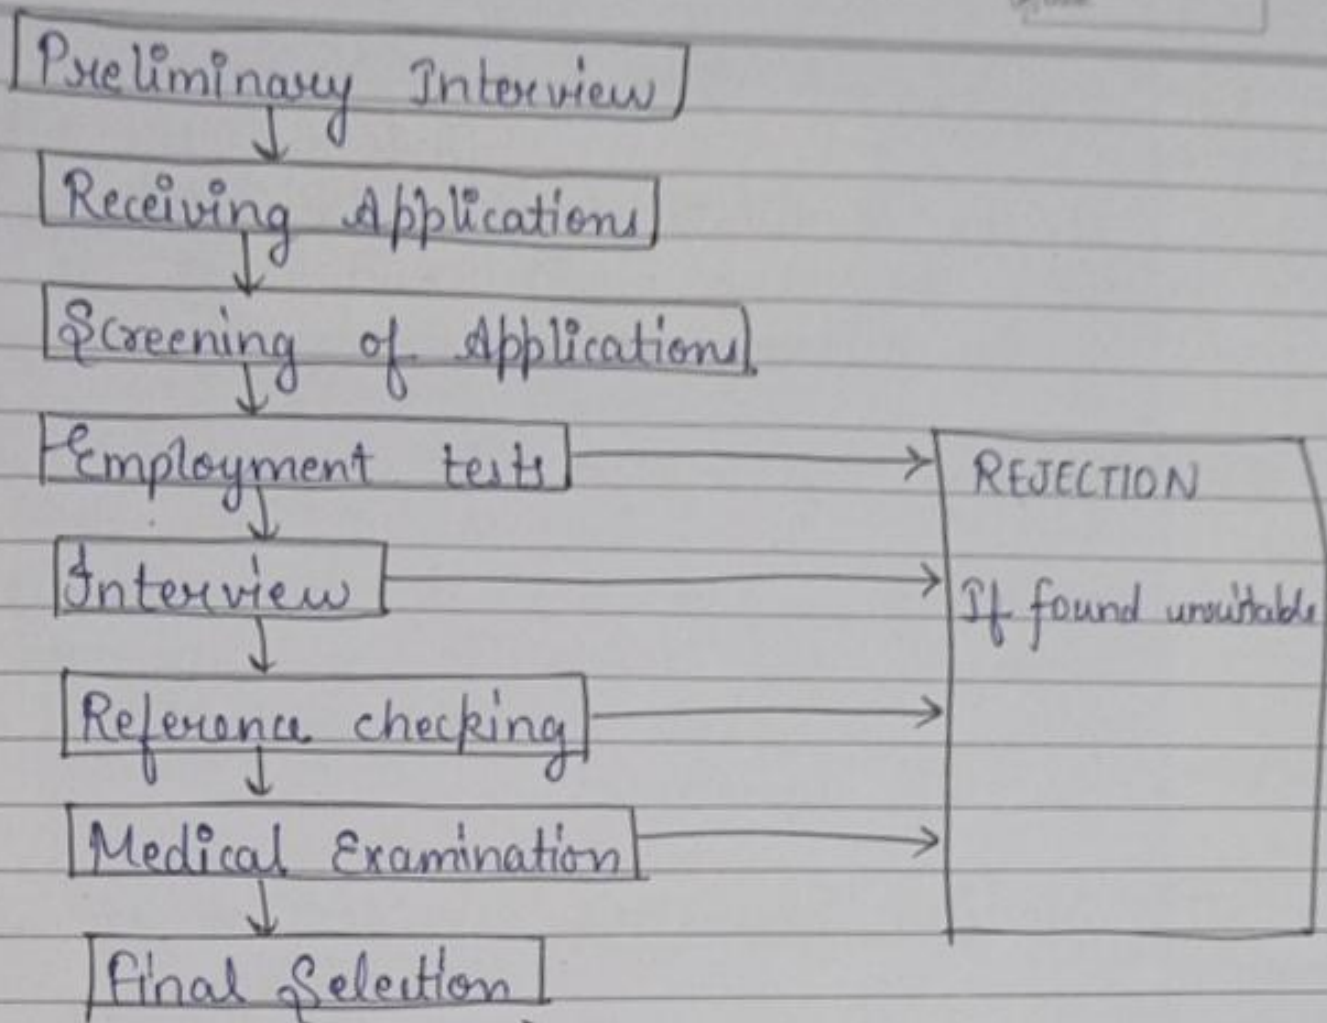 Preliminary Interview
Receiving Applications
Screening of Applications
Employment tests
REJECTION
Interview
If found unsuitable
Reference checking
Medical Examination
Final Selection